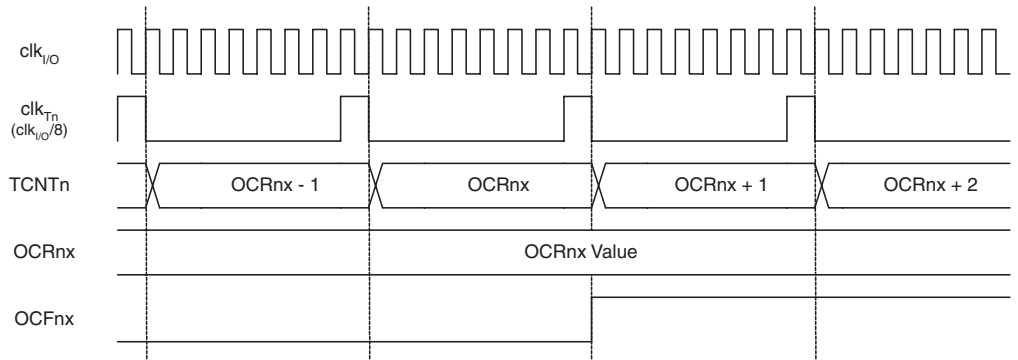 clkI/O
clkTn
(clkI/O/8)
TCNTn OCRnx - 1 OCRnx OCRnx + 1 OCRnx + 2
OCRnx OCRnx Value
OCFnx